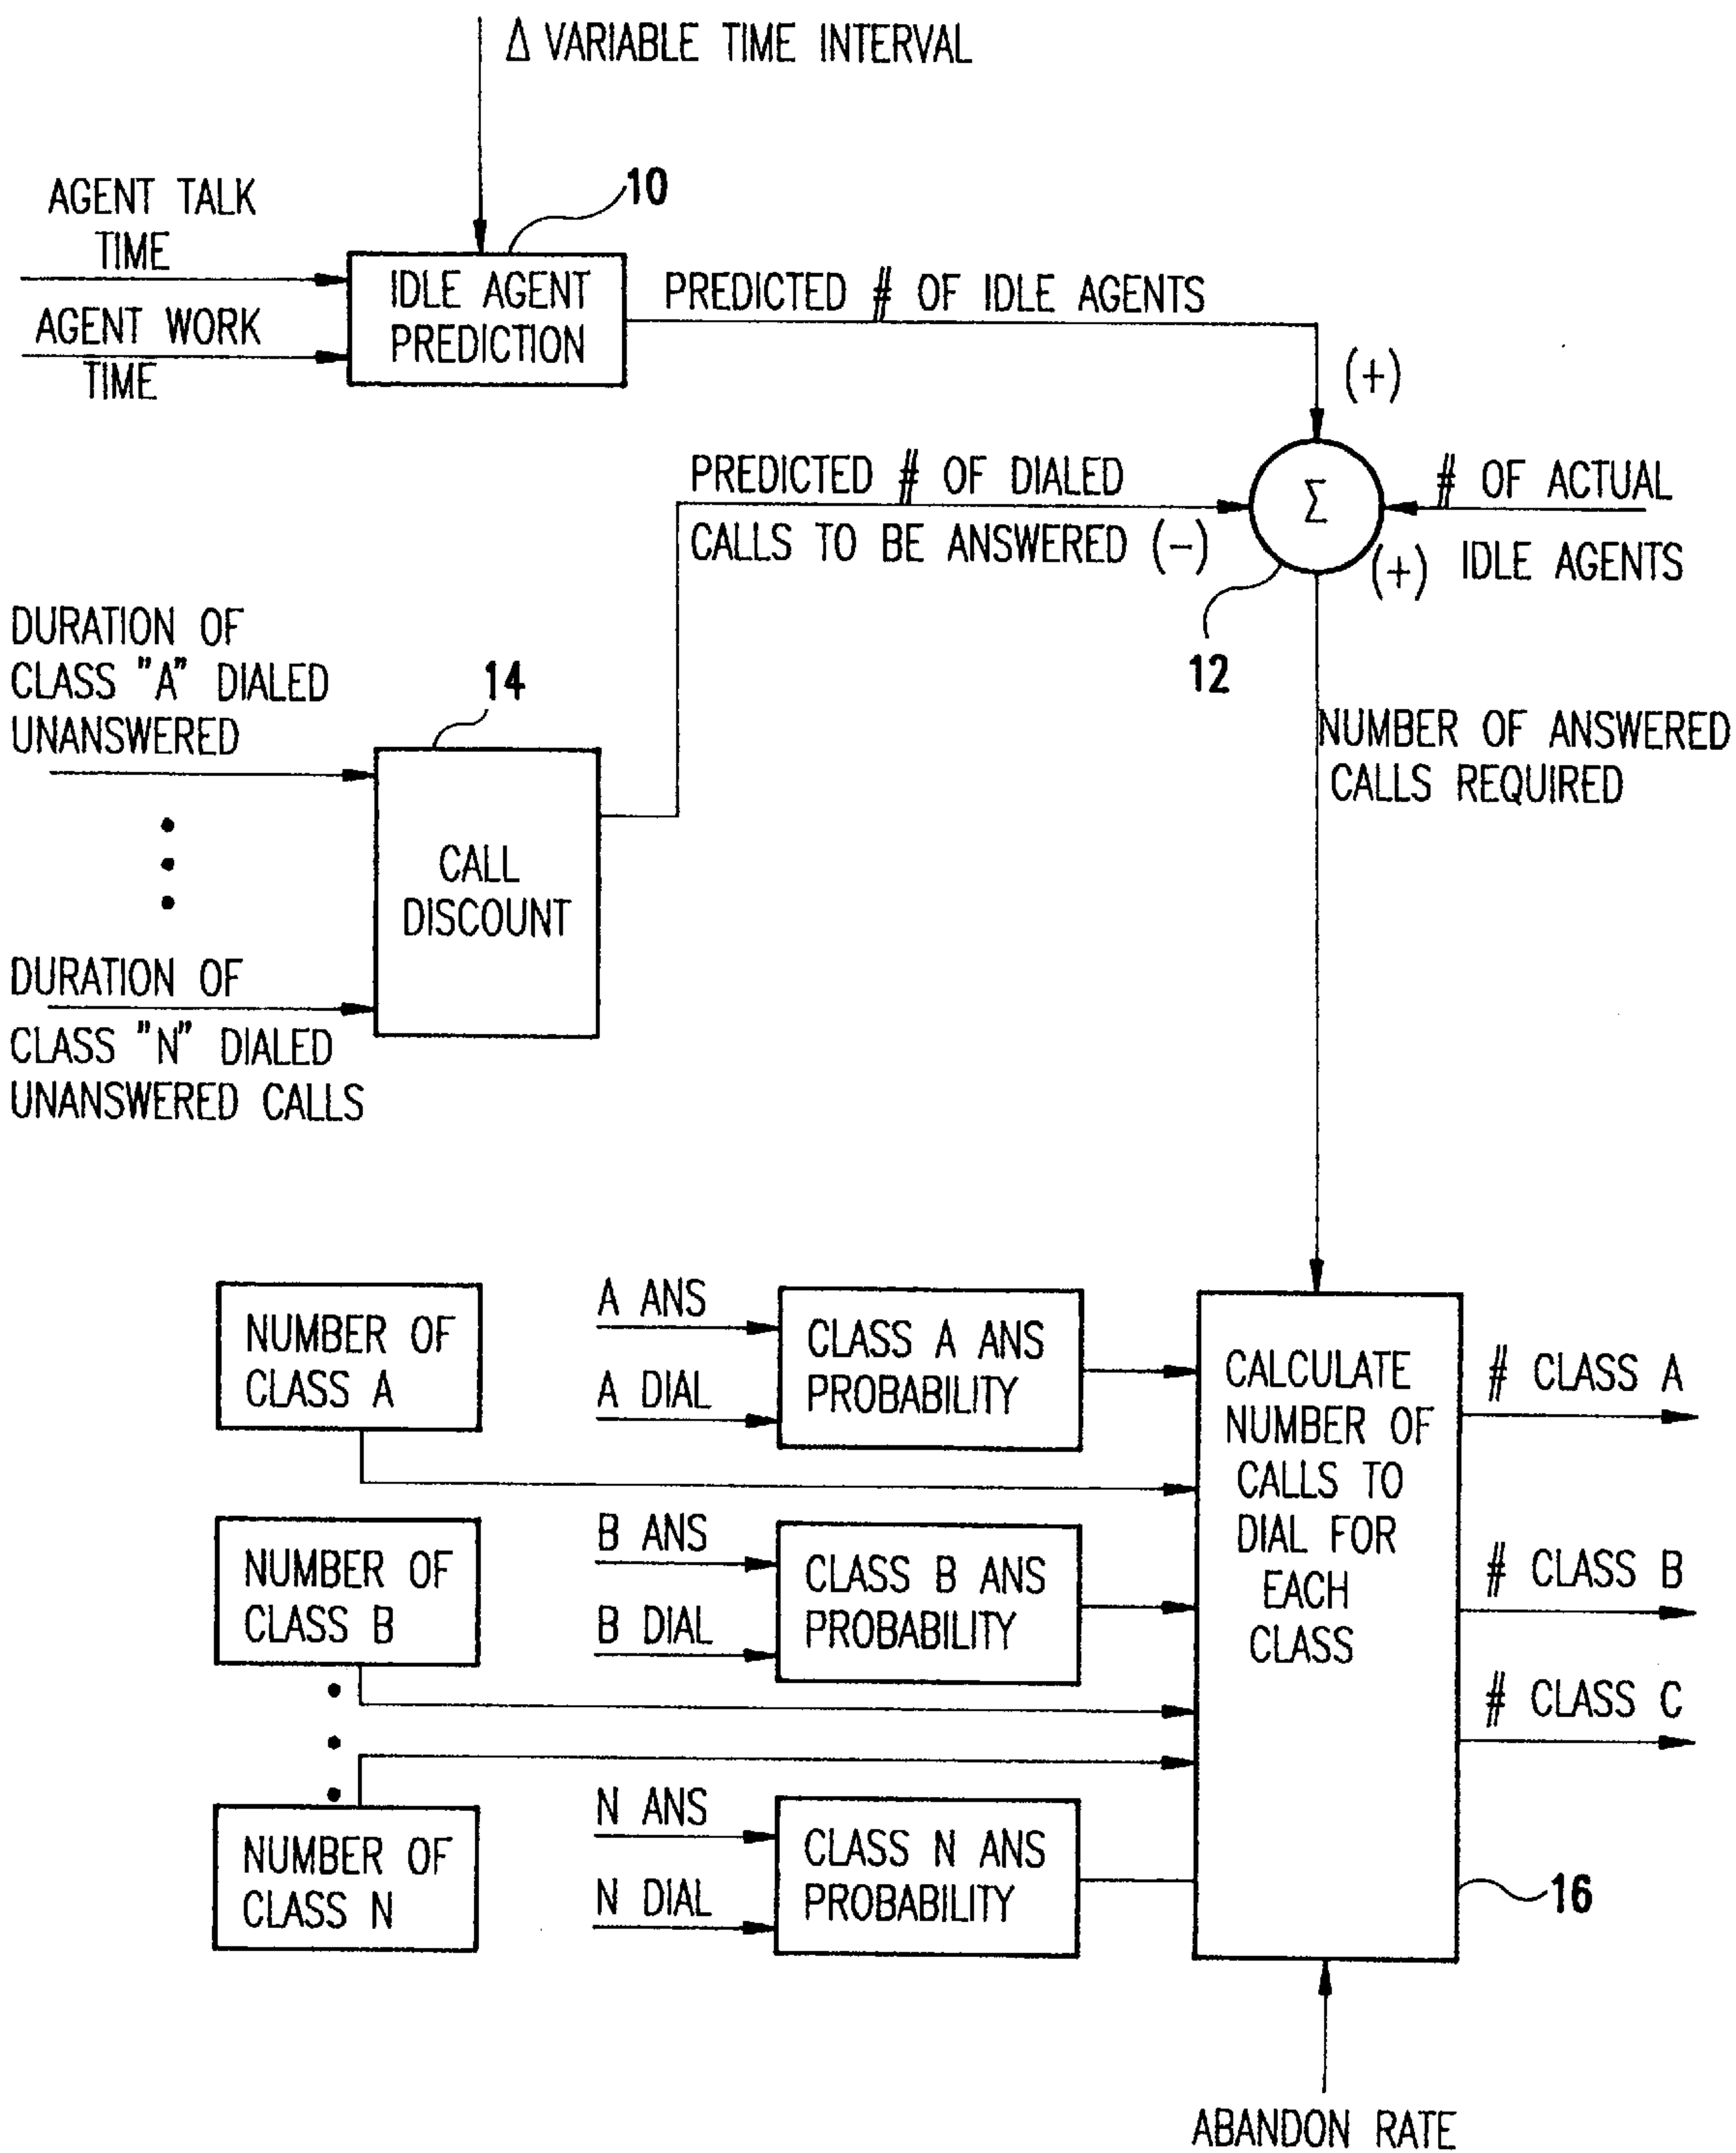 Δ VARIABLE TIME INTERVAL
10
AGENT TALK
TIME
AGENT WORK
TIME
IDLE AGENT
PREDICTION
PREDICTED # OF IDLE AGENTS
(+)
PREDICTED # OF DIALED
CALLS TO BE ANSWERED (-)
Σ
# OF ACTUAL
(+) IDLE AGENTS
12
DURATION OF
CLASS "A" DIALED
UNANSWERED
14
NUMBER OF ANSWERED
CALLS REQUIRED
CALL
DISCOUNT
DURATION OF
CLASS "N" DIALED
UNANSWERED CALLS
NUMBER OF
CLASS A
A ANS
A DIAL
CLASS A ANS
PROBABILITY
NUMBER OF
CLASS B
B ANS
B DIAL
CLASS B ANS
PROBABILITY
NUMBER OF
CLASS N
N ANS
N DIAL
CLASS N ANS
PROBABILITY
CALCULATE
NUMBER OF
CALLS TO
DIAL FOR
EACH
CLASS
# CLASS A
# CLASS B
# CLASS C
16
ABANDON RATE